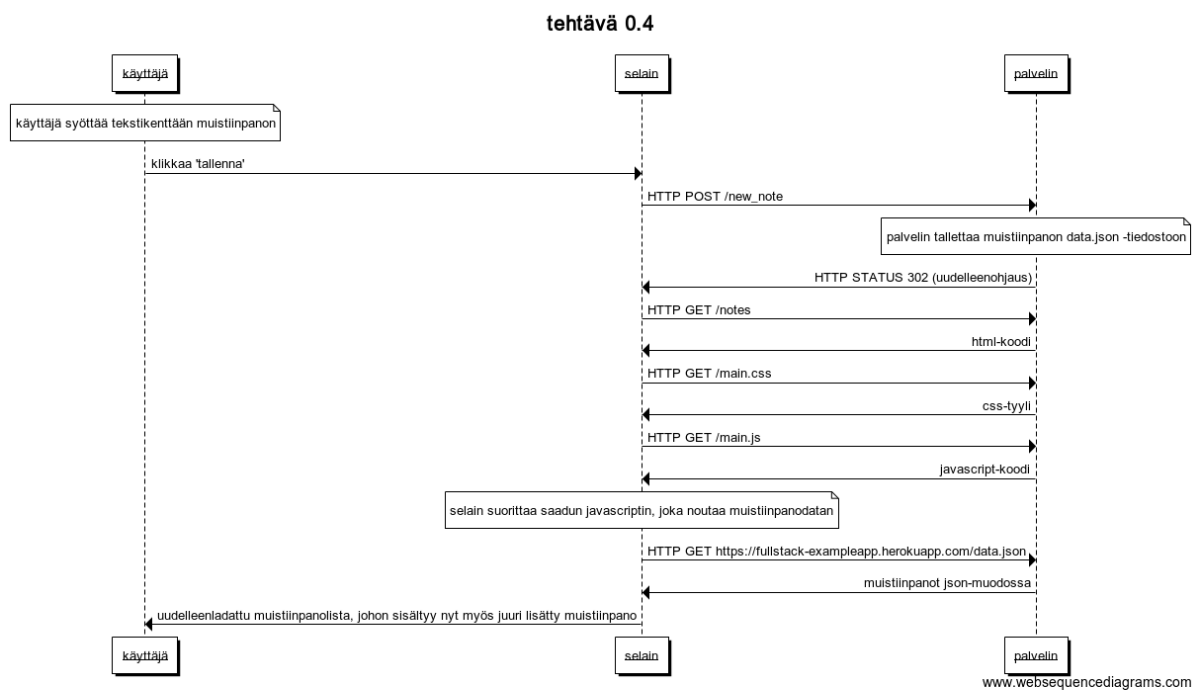 tehtävä 0.4
käyttäjä
selain
palvelin
käyttäjä syöttää tekstikenttään muistiinpanon
klikkaa 'tallenna'
HTTP POST /new_note
palvelin tallettaa muistiinpanon data.json -tiedostoon
HTTP STATUS 302 (uudelleenohjaus)
HTTP GET /notes
html-koodi
HTTP GET /main.css
css-tyyli
HTTP GET /main.js
javascript-koodi
selain suorittaa saadun javascriptin, joka noutaa muistiinpanodatan
HTTP GET https://fullstack-exampleapp.herokuapp.com/data.json
muistiinpanot json-muodossa
uudelleenladattu muistiinpanolista, johon sisältyy nyt myös juuri lisätty muistiinpano
käyttäjä
selain
palvelin
www.websequencediagrams.com